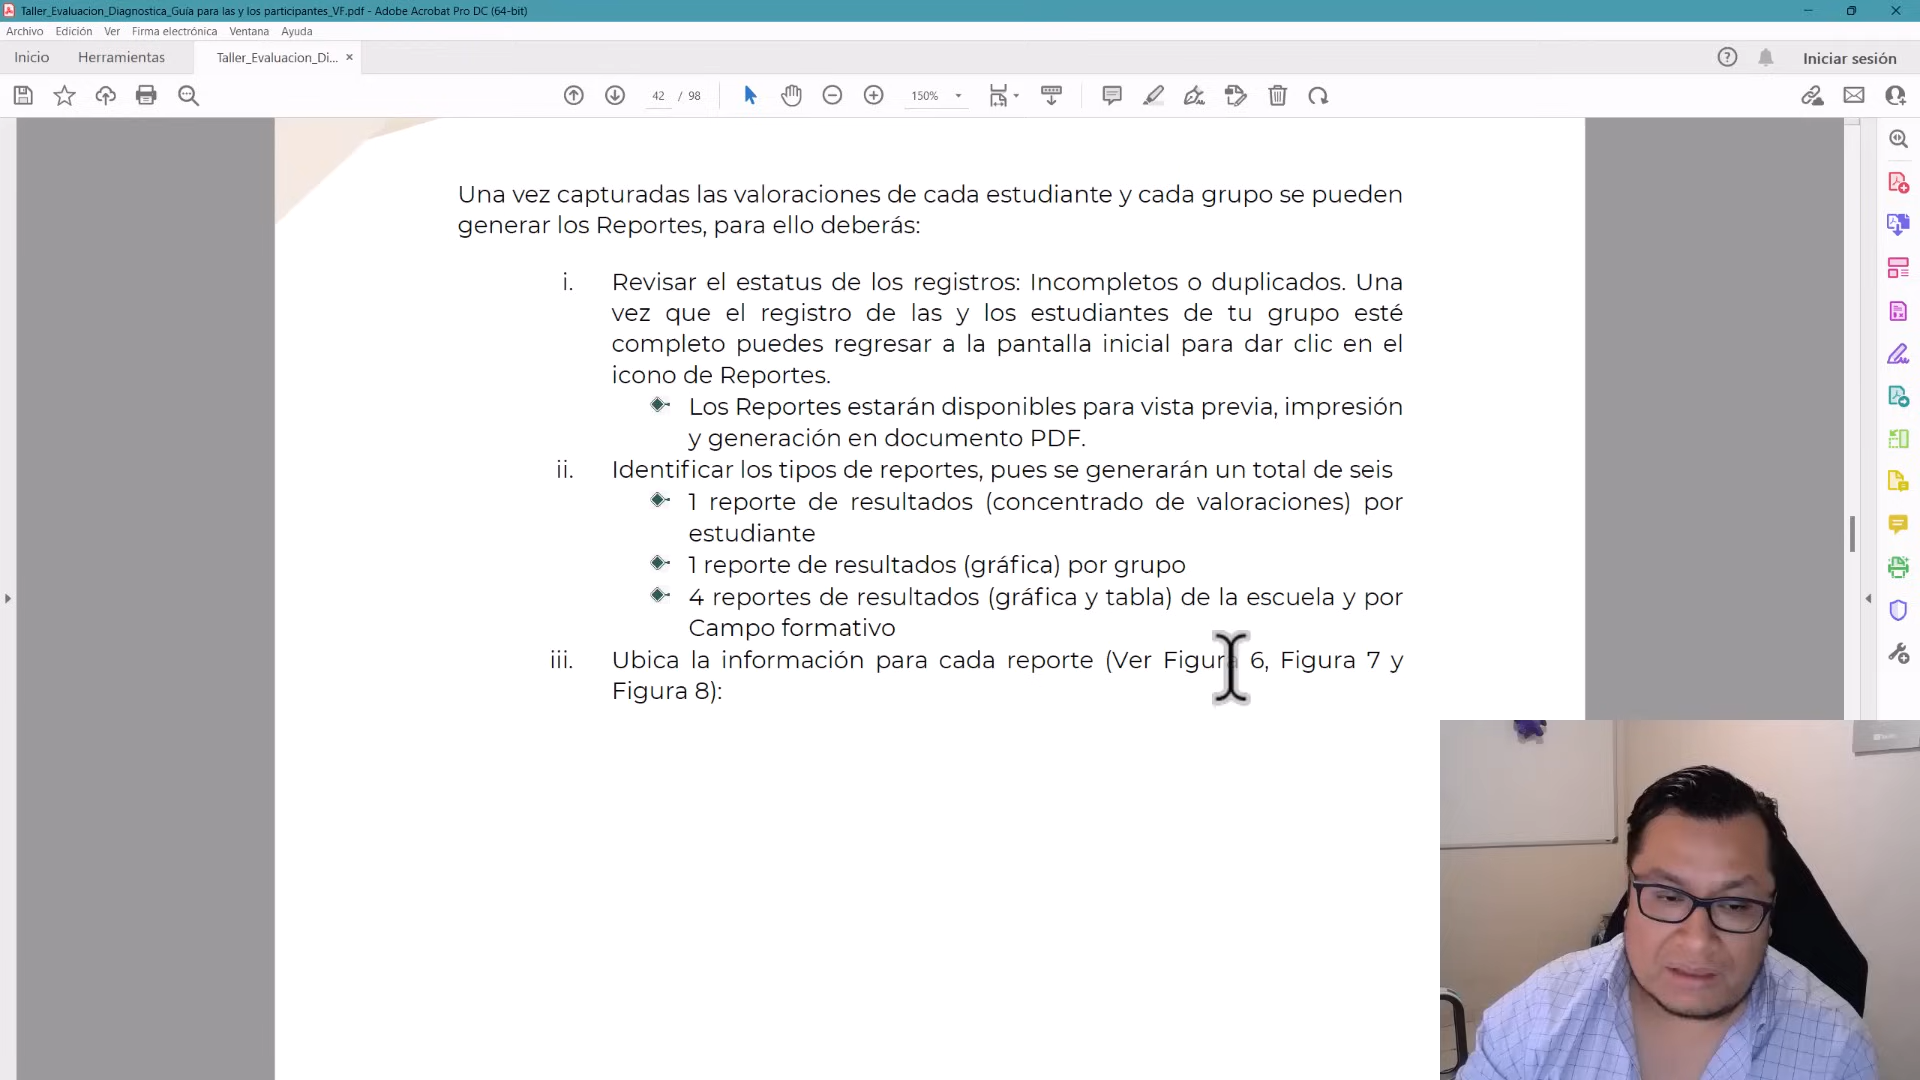 Taller_Evaluacion_Diagnostica_Guía para las y los participantes_VF.pdf - Adobe Acrobat Pro DC (64-bit)
Archivo Edición Ver Firma electrónica Ventana Ayuda
Inicio Herramientas Taller_Evaluacion_Di... × Iniciar sesión
42 / 98 150%
Una vez capturadas las valoraciones de cada estudiante y cada grupo se pueden
generar los Reportes, para ello deberás:
i. Revisar el estatus de los registros: Incompletos o duplicados. Una
vez que el registro de las y los estudiantes de tu grupo esté
completo puedes regresar a la pantalla inicial para dar clic en el
icono de Reportes.
Los Reportes estarán disponibles para vista previa, impresión
y generación en documento PDF.
ii. Identificar los tipos de reportes, pues se generarán un total de seis
1 reporte de resultados (concentrado de valoraciones) por
estudiante
1 reporte de resultados (gráfica) por grupo
4 reportes de resultados (gráfica y tabla) de la escuela y por
Campo formativo
iii. Ubica la información para cada reporte (Ver Figura 6, Figura 7 y
Figura 8):